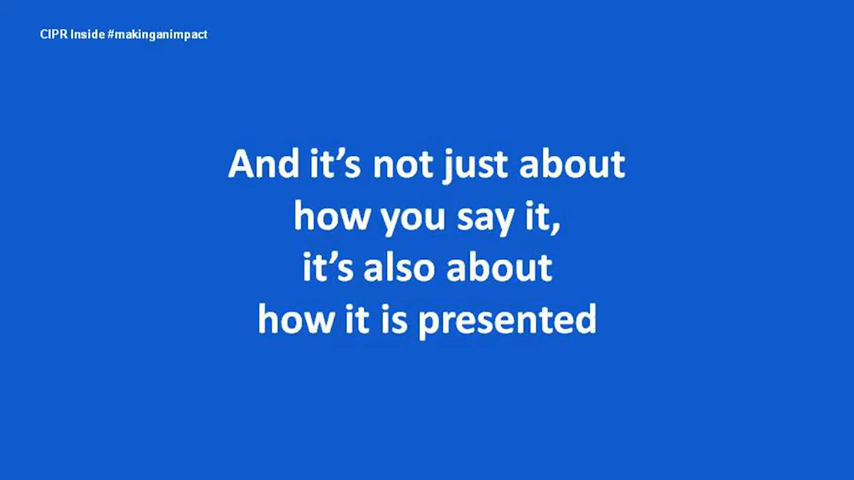 CIPR Inside #makinganimpact
And it’s not just about
how you say it,
it’s also about
how it is presented